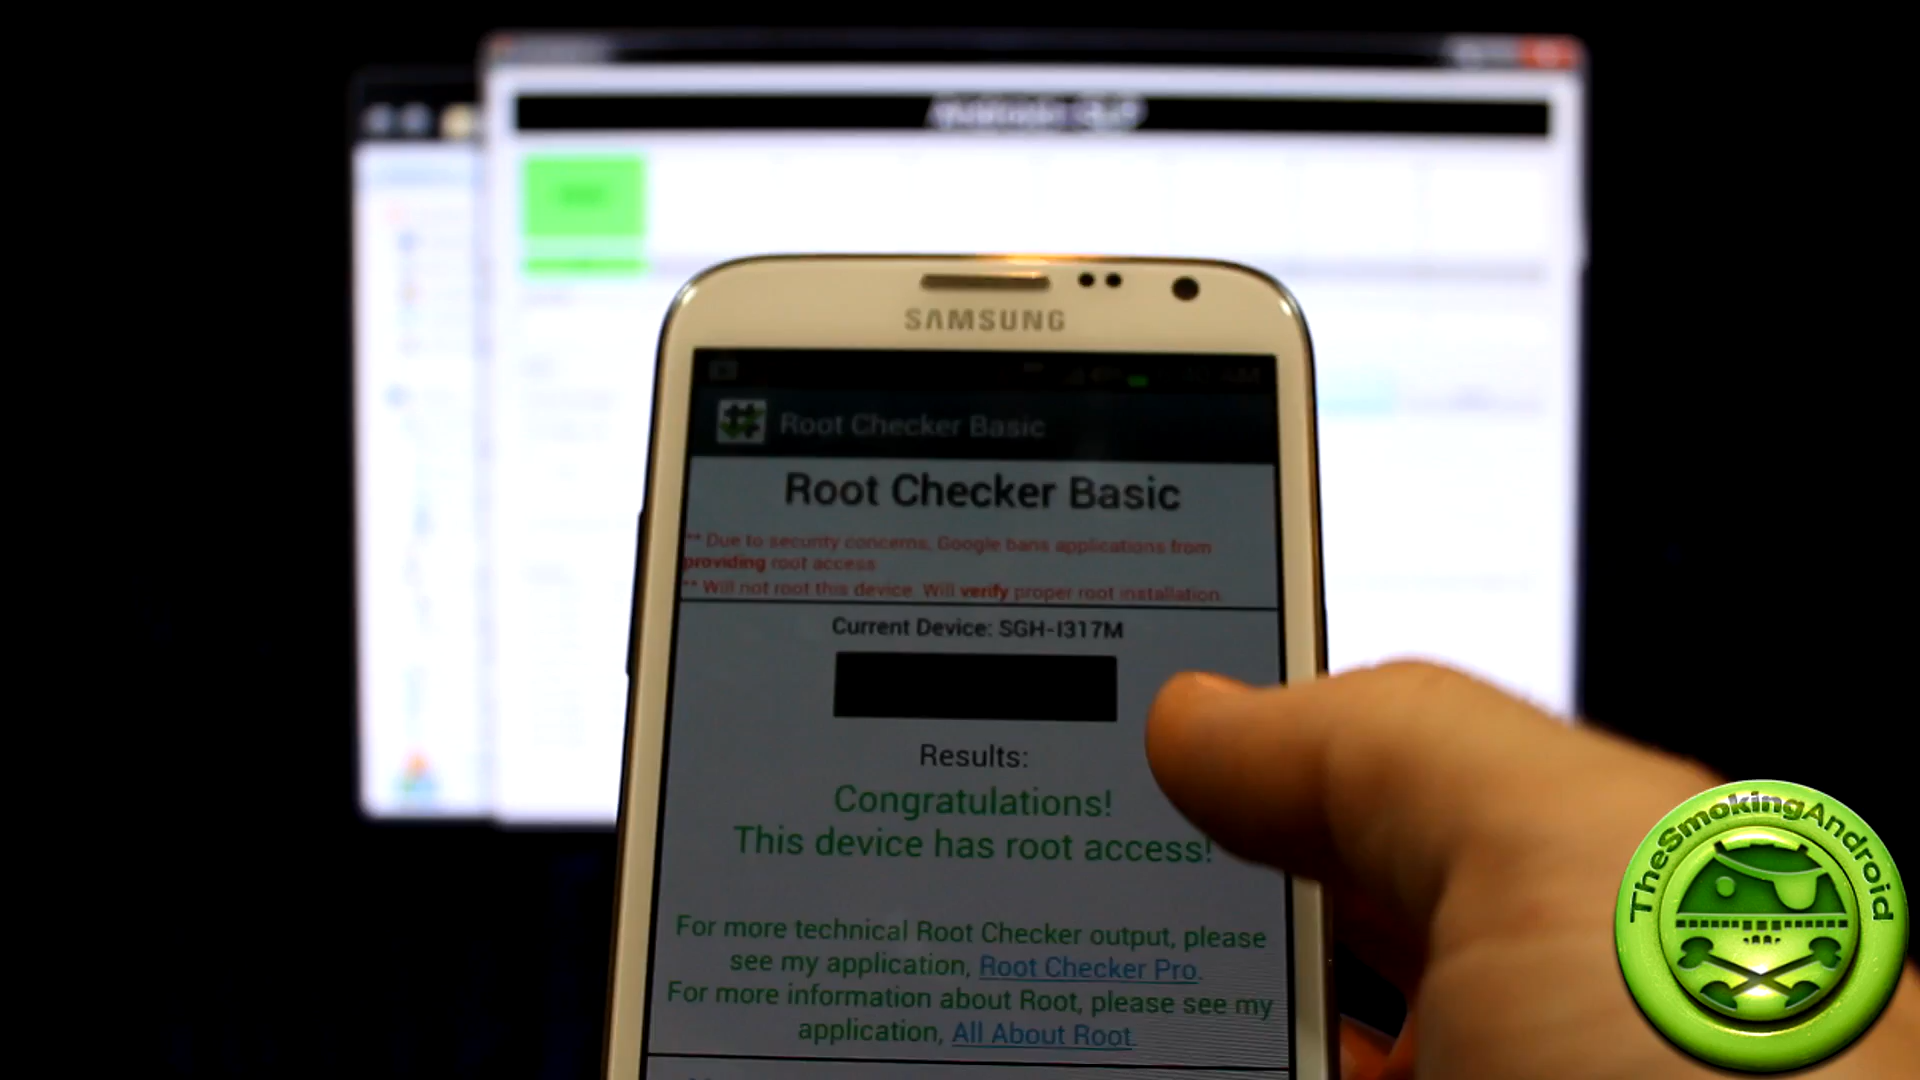 SAMSUNG
Root Checker Basic
Root Checker Basic
** Due to security concerns, Google bans applications from
providing root access
** Will not root this device. Will verify proper root installation.
Current Device: SGH-I317M
Results:
Congratulations!
This device has root access!
For more technical Root Checker output, please
see my application, Root Checker Pro.
For more information about Root, please see my
application, All About Root.
TheSmokingAndroid